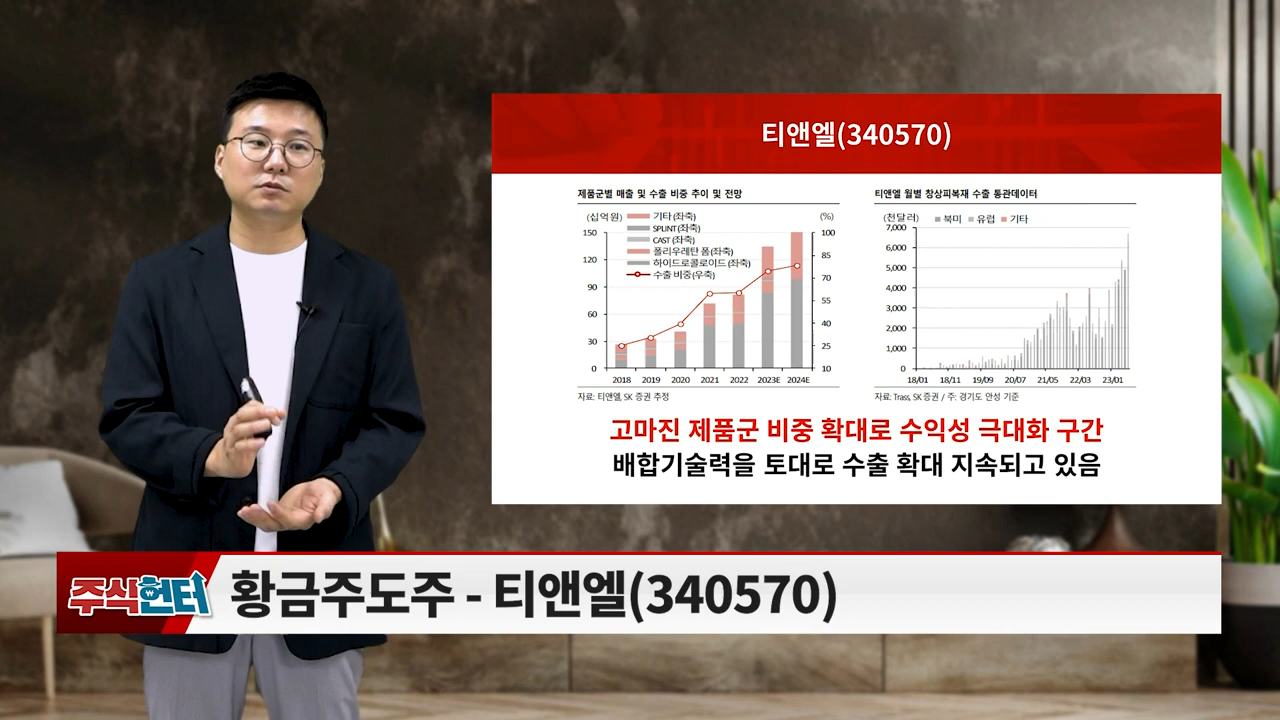 티앤엘(340570)
제품군별 매출 및 수출 비중 추이 및 전망
(십억원)
(%)
기타 (좌축)
SPLINT (좌축)
CAST (좌축)
폴리우레탄 폼 (좌축)
하이드로콜로이드 (좌축)
수출 비중(우축)
150
120
90
60
30
0
100
85
70
55
40
25
10
2018 2019 2020 2021 2022 2023E 2024E
자료: 티앤엘, SK 증권 추정
티앤엘 월별 창상피복재 수출 통관데이터
(천달러)
북미 유럽 기타
7,000
6,000
5,000
4,000
3,000
2,000
1,000
0
18/01 18/11 19/09 20/07 21/05 22/03 23/01
자료: Trass, SK 증권 / 주: 경기도 안성 기준
고마진 제품군 비중 확대로 수익성 극대화 구간
배합기술력을 토대로 수출 확대 지속되고 있음
주식헌터
황금주도주 - 티앤엘(340570)